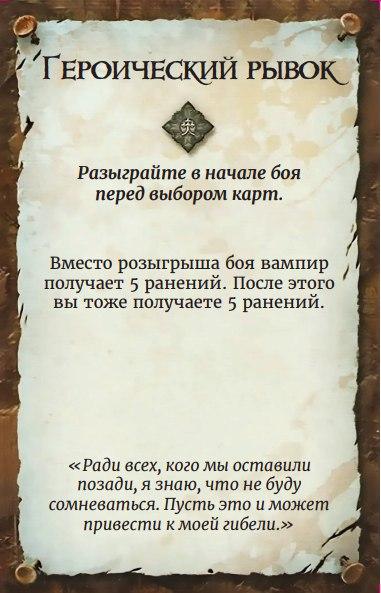 Героический рывок
Разыграйте в начале боя
перед выбором карт.
Вместо розыгрыша боя вампир
получает 5 ранений. После этого
вы тоже получаете 5 ранений.
«Ради всех, кого мы оставили
позади, я знаю, что не буду
сомневаться. Пусть это и может
привести к моей гибели.»